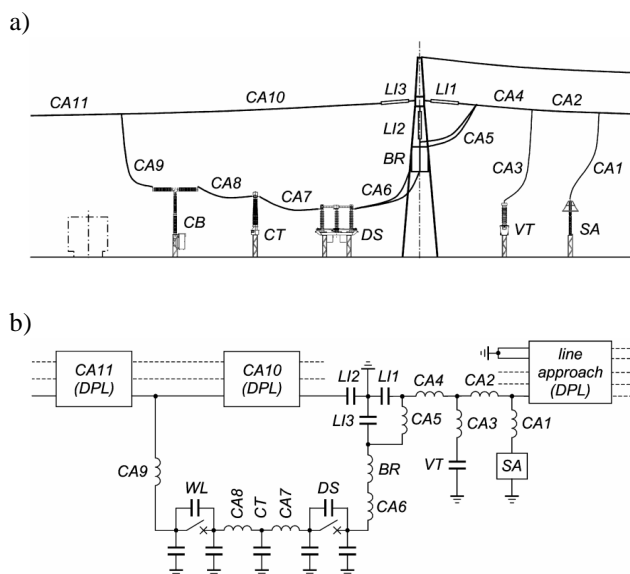 a)
CA11
CA10
LI3
LI1
CA4
CA2
LI2
CA5
BR
CA9
CA8
CA7
CA6
CA3
CA1
CB
CT
DS
VT
SA
b)
CA11
(DPL)
CA10
(DPL)
LI2
LI1
CA4
CA2
line
approach
(DPL)
LI3
CA5
CA3
CA1
CA9
WL
CA8
CT
CA7
DS
BR
CA6
VT
SA